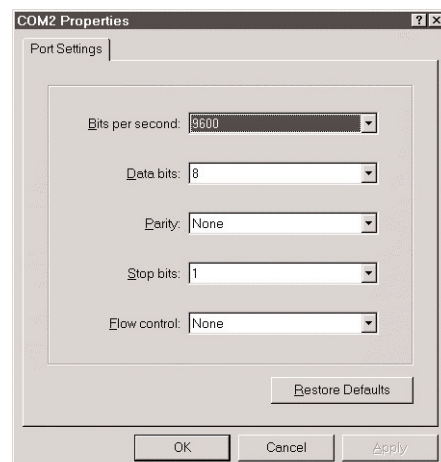 COM2 Properties
Port Settings
Bits per second: 9600
Data bits: 8
Parity: None
Stop bits: 1
Flow control: None
Restore Defaults
OK Cancel Apply